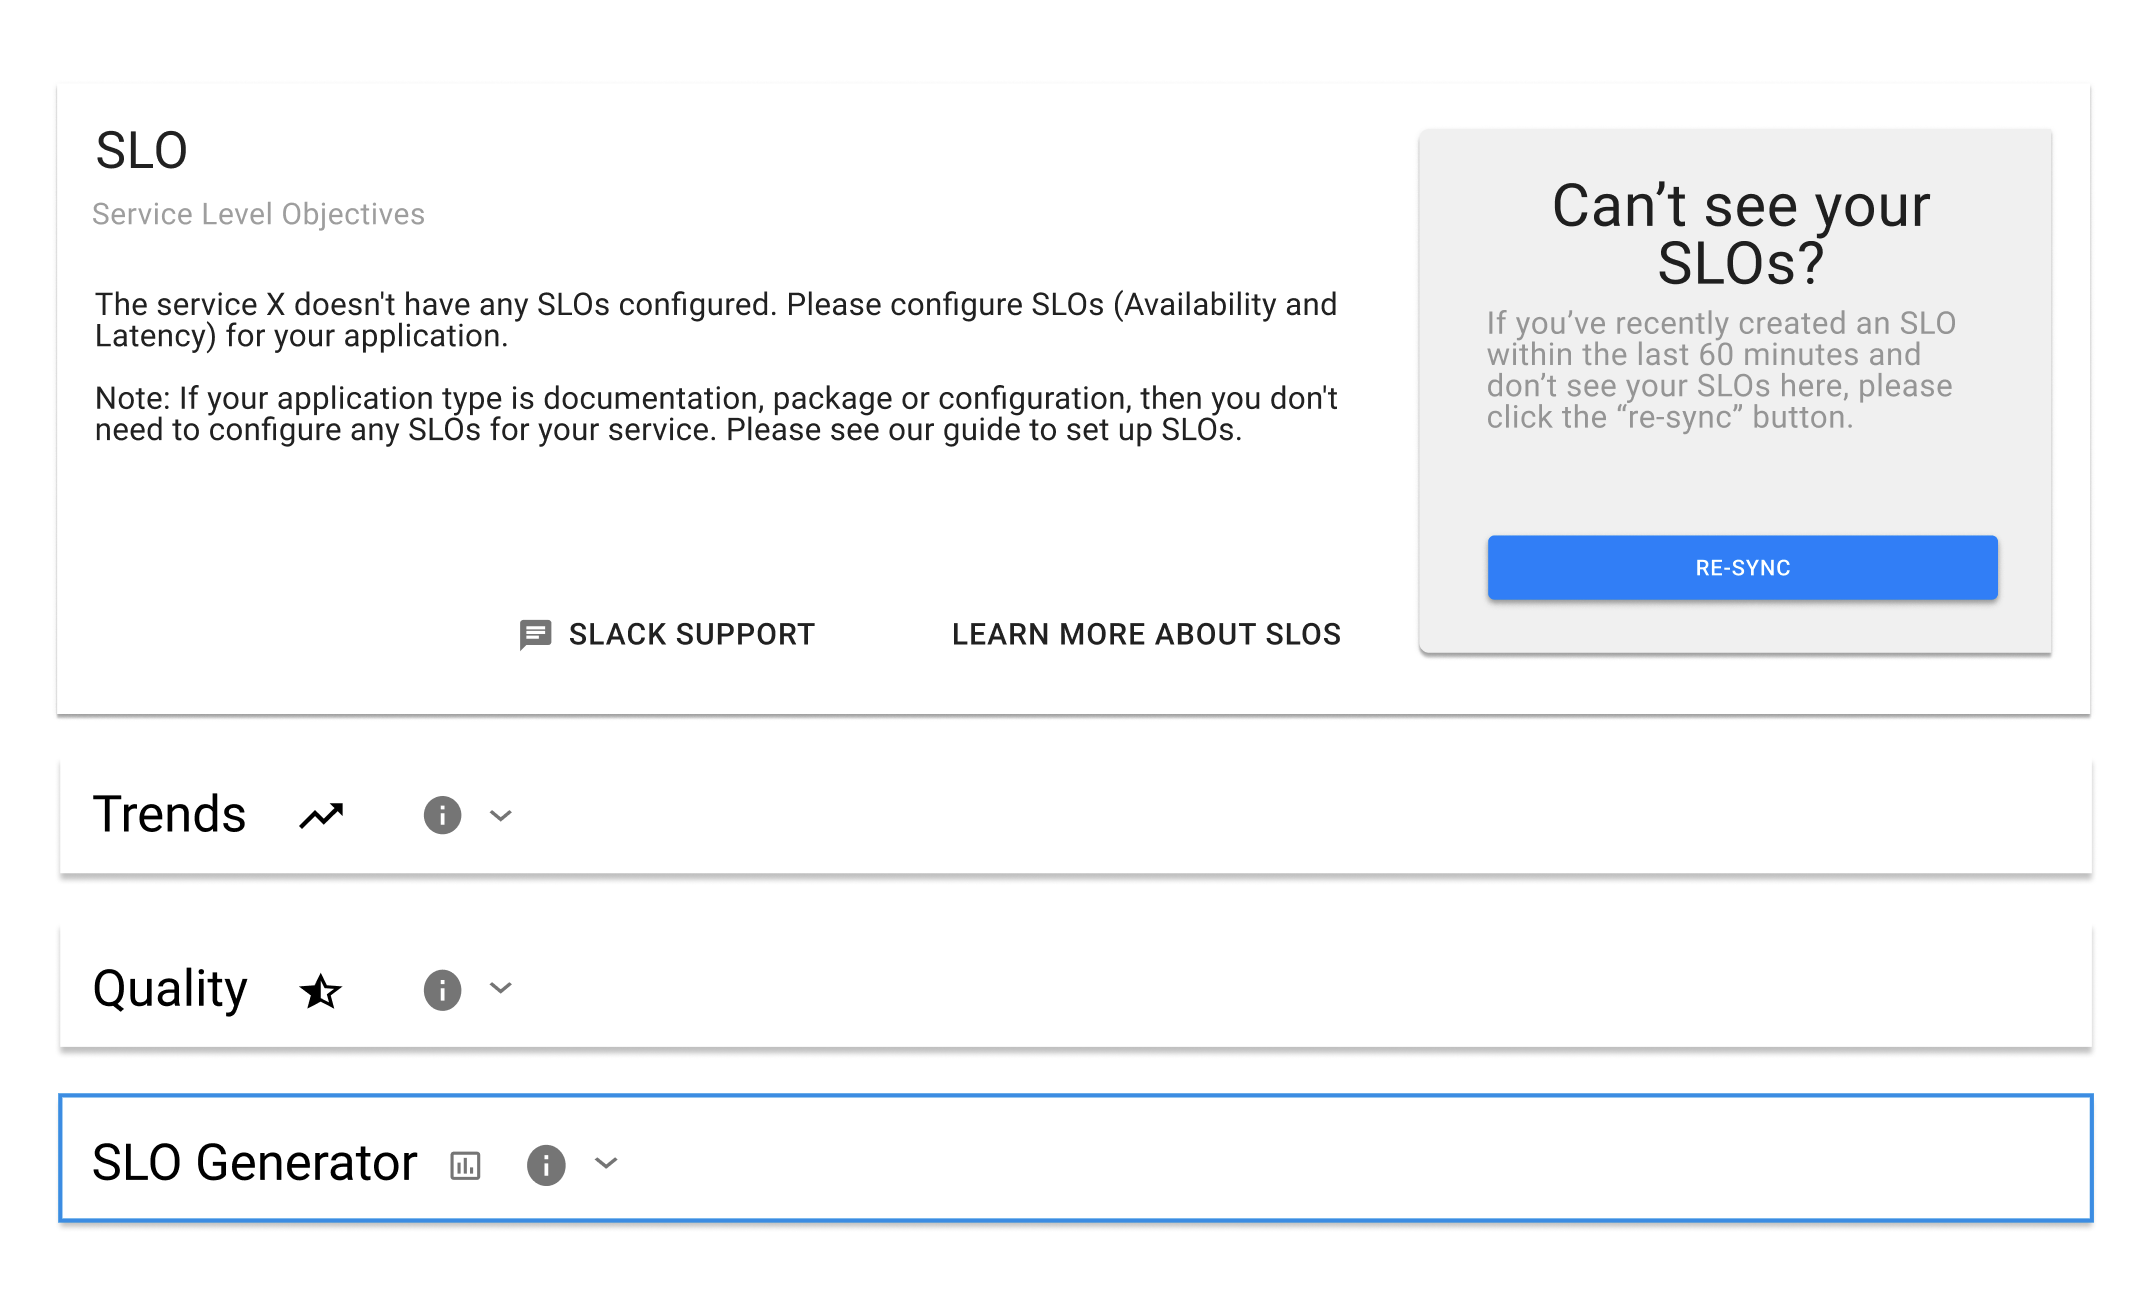 SLO
Service Level Objectives
The service X doesn't have any SLOs configured. Please configure SLOs (Availability and
Latency) for your application.
Note: If your application type is documentation, package or configuration, then you don't
need to configure any SLOs for your service. Please see our guide to set up SLOs.
SLACK SUPPORT
LEARN MORE ABOUT SLOS
Can’t see your
SLOs?
If you’ve recently created an SLO
within the last 60 minutes and
don’t see your SLOs here, please
click the “re-sync” button.
RE-SYNC
Trends
Quality
SLO Generator